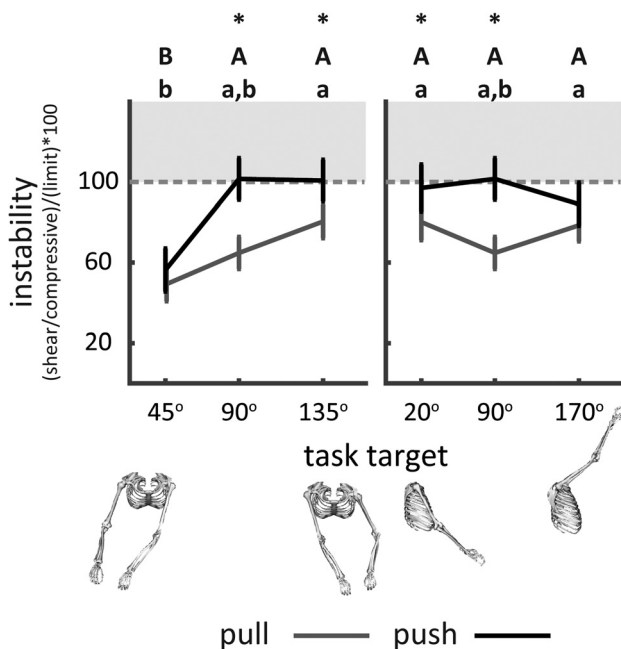 * * * *
B A A A A A
b a,b a a a,b a
instability
(shear/compressive)/(limit)*100
100
60
20
45° 90° 135° 20° 90° 170°
task target
pull push